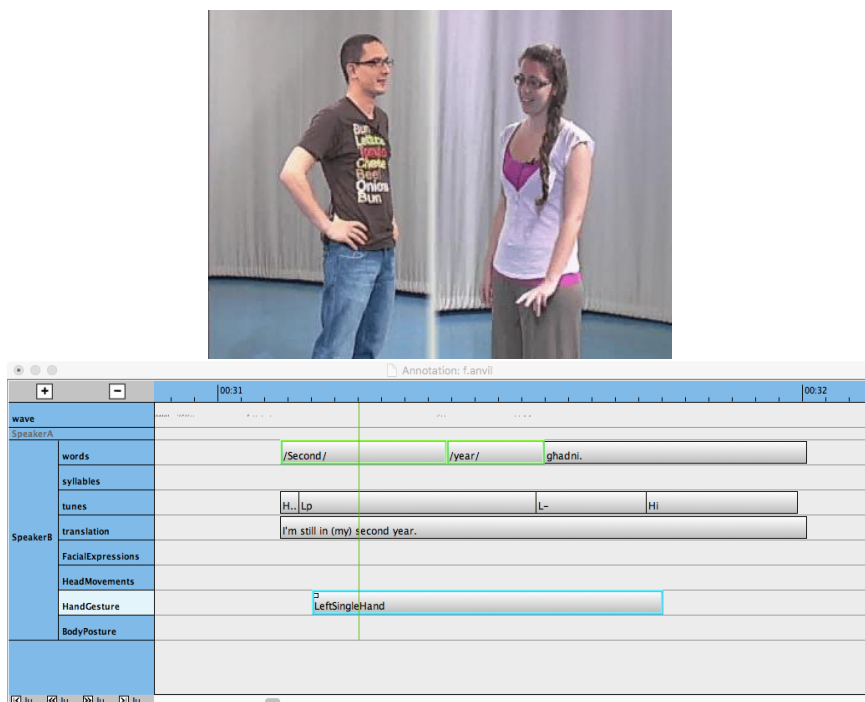 Bun
Lettuce
Tomato
Cheese
Beef
Onions
Bun
Annotation: f.anvil
+ −
00:31 00:32
wave
SpeakerA
SpeakerB
words /Second/ /year/ ghadni.
syllables
tunes H.. Lp L- Hi
translation I'm still in (my) second year.
FacialExpressions
HeadMovements
HandGesture LeftSingleHand
BodyPosture